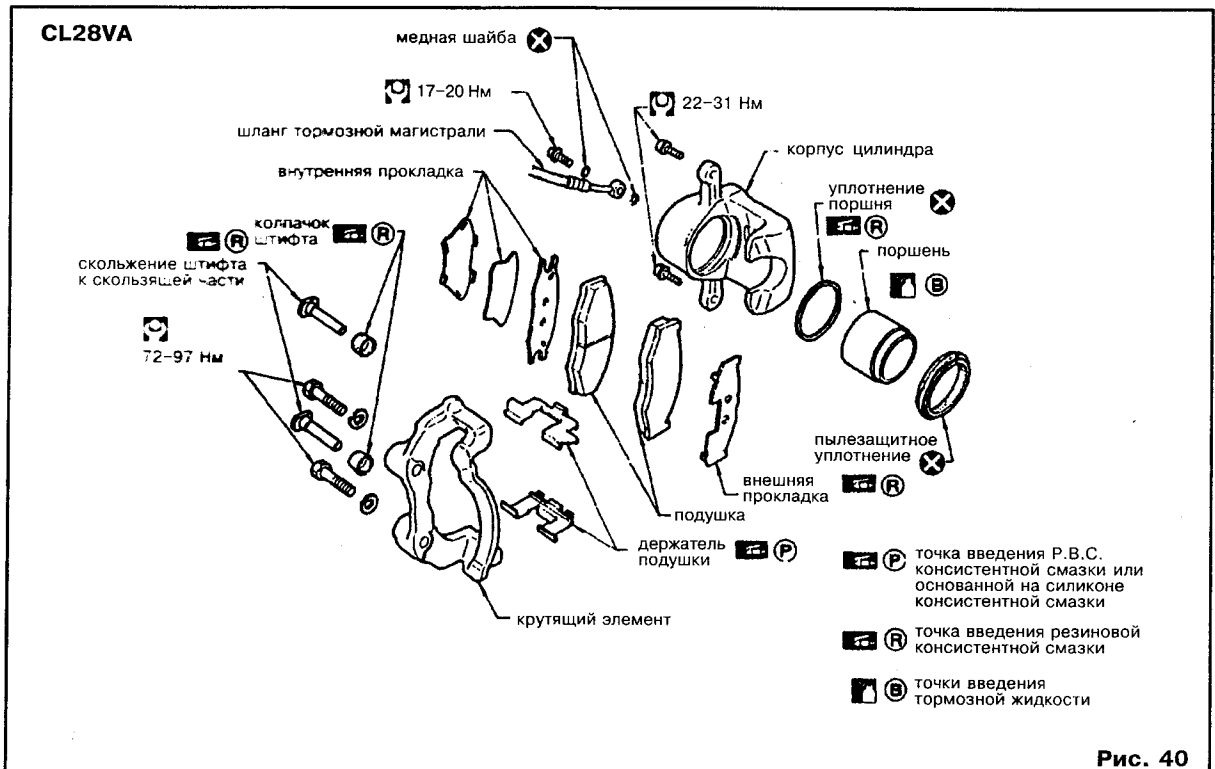 CL28VA
медная шайба
17–20 Нм
22–31 Нм
шланг тормозной магистрали
корпус цилиндра
внутренняя прокладка
уплотнение
поршня
R
колпачок
штифта
R
R
поршень
B
скольжение штифта
к скользящей части
72–97 Нм
пылезащитное
уплотнение
R
внешняя
прокладка
подушка
держатель
подушки
P
крутящий элемент
P
точка введения P.B.C.
консистентной смазки или
основанной на силиконе
консистентной смазки
R
точка введения резиновой
консистентной смазки
B
точки введения
тормозной жидкости
Рис. 40